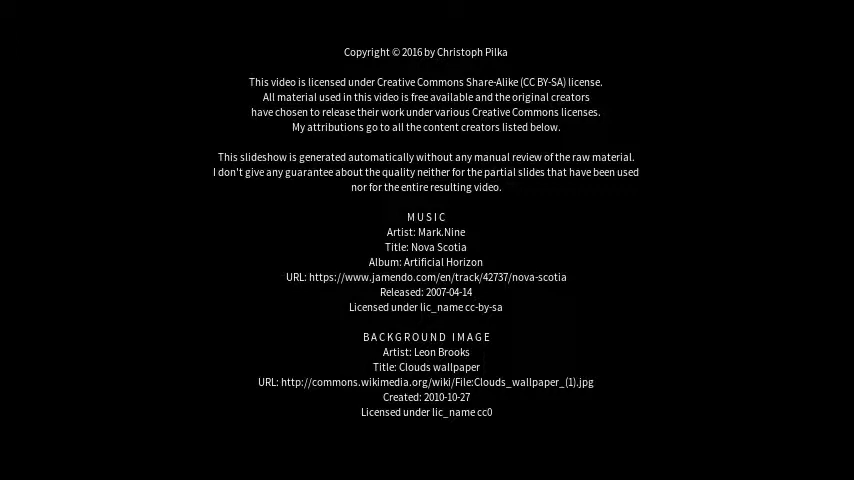 Copyright © 2016 by Christoph Pilka
This video is licensed under Creative Commons Share-Alike (CC BY-SA) license.
All material used in this video is free available and the original creators
have chosen to release their work under various Creative Commons licenses.
My attributions go to all the content creators listed below.
This slideshow is generated automatically without any manual review of the raw material.
I don't give any guarantee about the quality neither for the partial slides that have been used
nor for the entire resulting video.
M U S I C
Artist: Mark.Nine
Title: Nova Scotia
Album: Artificial Horizon
URL: https://www.jamendo.com/en/track/42737/nova-scotia
Released: 2007-04-14
Licensed under lic_name cc-by-sa
B A C K G R O U N D   I M A G E
Artist: Leon Brooks
Title: Clouds wallpaper
URL: http://commons.wikimedia.org/wiki/File:Clouds_wallpaper_(1).jpg
Created: 2010-10-27
Licensed under lic_name cc0